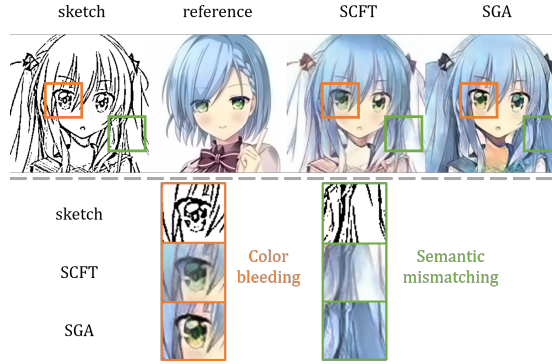 sketch reference SCFT SGA
sketch
SCFT
SGA
Color
bleeding
Semantic
mismatching